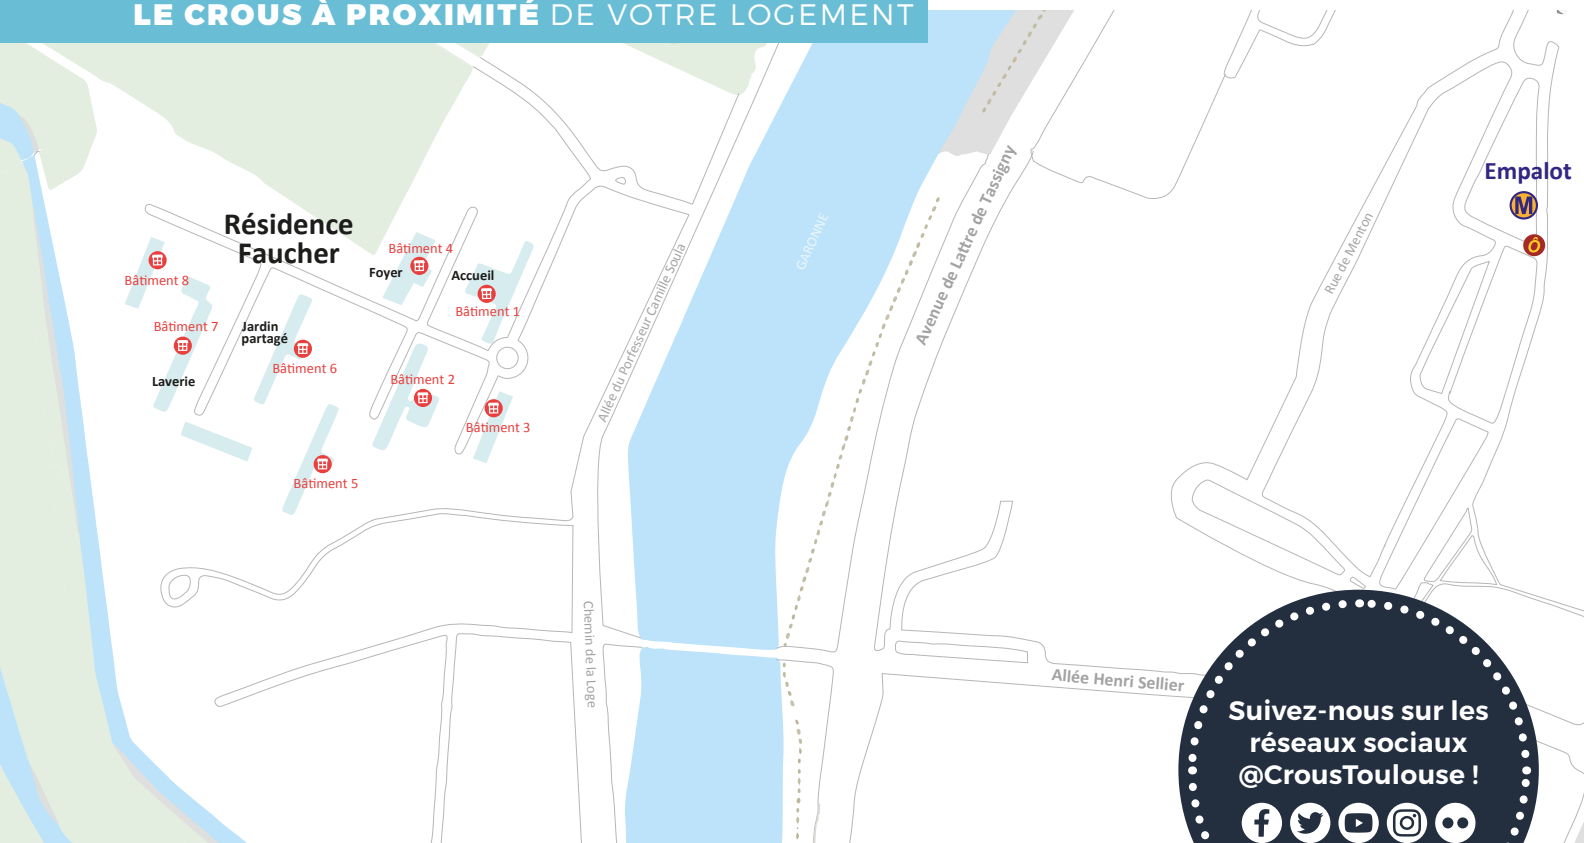 LE CROUS À PROXIMITÉ DE VOTRE LOGEMENT
Empalot
M
Ô
Résidence
Faucher
Bâtiment 8
Bâtiment 4
Foyer
Accueil
Bâtiment 1
Bâtiment 7
Jardin
partagé
Bâtiment 6
Laverie
Bâtiment 2
Bâtiment 3
Bâtiment 5
Allée du Porfesseur Camille Soula
GARONNE
Avenue de Lattre de Tassigny
Rue de Menton
Chemin de la Loge
Allée Henri Sellier
Suivez-nous sur les
réseaux sociaux
@CrousToulouse !